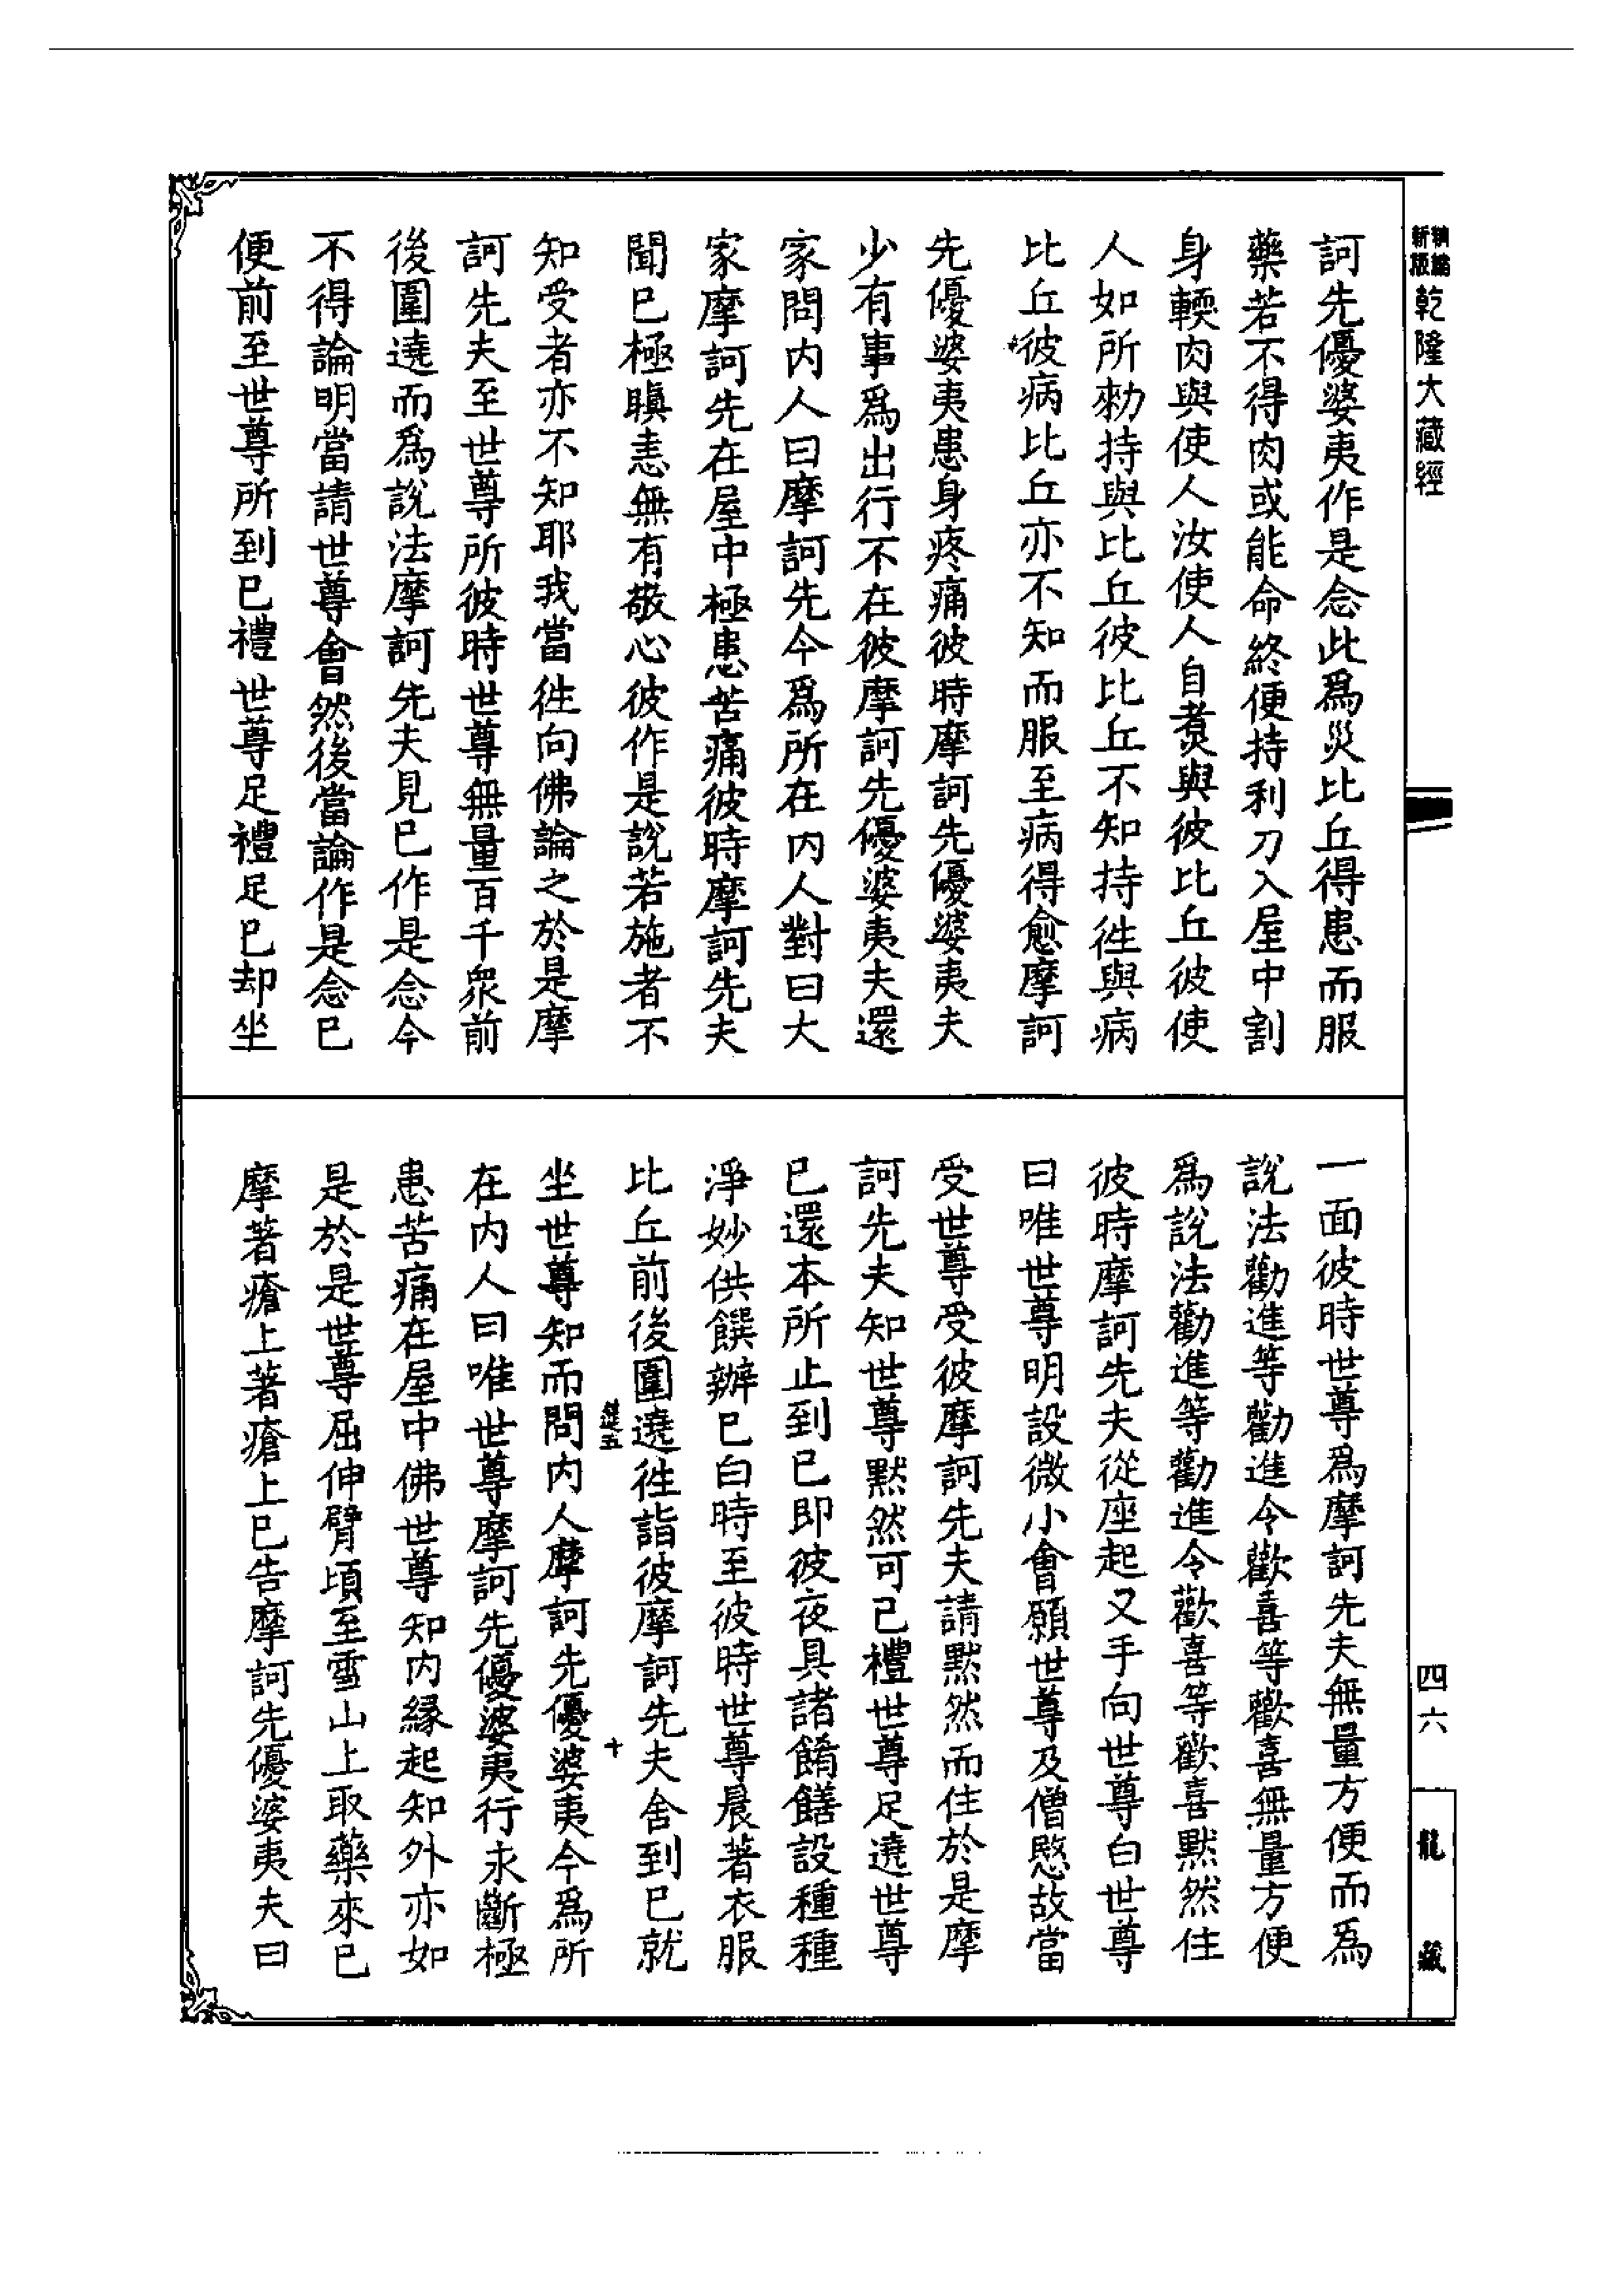 新編
新版
乾隆大藏經
訶先優婆夷作是念此爲災比丘得患而服
藥若不得肉或能命終便持利刀入屋中割
身輭肉與使人汝使人自煮與彼比丘彼使
人如所勑持與比丘彼比丘不知持徃與病
比丘彼病比丘亦不知而服至病得愈摩訶
先優婆夷患身疼痛彼時摩訶先優婆夷夫
少有事爲出行不在彼摩訶先優婆夷夫還
家問内人曰摩訶先今爲所在内人對曰大
家摩訶先在屋中極患苦痛彼時摩訶先夫
聞已極瞋恚無有敬心彼作是說若施者不
知受者亦不知耶我當徃向佛論之於是摩
訶先夫至世尊所彼時世尊無量百千衆前
後圍遶而爲說法摩訶先夫見已作是念今
不得論明當請世尊會然後當論作是念已
便前至世尊所到已禮世尊足禮足已却坐
一面彼時世尊爲摩訶先夫無量方便而爲
說法勸進等勸進令歡喜等歡喜無量方便
爲說法勸進等勸進令歡喜等歡喜默然住
彼時摩訶先夫從座起叉手向世尊白世尊
曰唯世尊明設微小會願世尊及僧愍故當
受世尊受彼摩訶先夫請默然而住於是摩
訶先夫知世尊默然可已禮世尊足遶世尊
已還本所止到已即彼夜具諸餚饍設種種
淨妙供饌辦已白時至彼時世尊晨著衣服
比丘前後圍遶徃詣彼摩訶先夫舍到已就
坐世尊知而問内人摩訶先優婆夷今爲所
在内人曰唯世尊摩訶先優婆夷行永斷極
患苦痛在屋中佛世尊知内緣起知外亦如
是於是世尊屈伸臂頃至雪山上取藥來已
摩著瘡上著瘡上已告摩訶先優婆夷夫曰
十
四六
龍藏